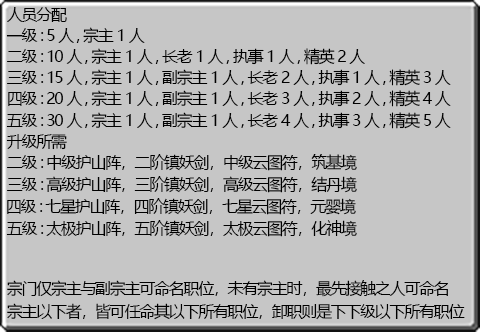 人员分配
一级：5 人，宗主 1 人
二级：10 人，宗主 1 人，长老 1 人，执事 1 人，精英 2 人
三级：15 人，宗主 1 人，副宗主 1 人，长老 2 人，执事 1 人，精英 3 人
四级：20 人，宗主 1 人，副宗主 1 人，长老 3 人，执事 2 人，精英 4 人
五级：30 人，宗主 1 人，副宗主 1 人，长老 4 人，执事 3 人，精英 5 人
升级所需
二级：中级护山阵，二阶镇妖剑，中级云图符，筑基境
三级：高级护山阵，三阶镇妖剑，高级云图符，结丹境
四级：七星护山阵，四阶镇妖剑，七星云图符，元婴境
五级：太极护山阵，五阶镇妖剑，太极云图符，化神境
宗门仅宗主与副宗主可命名职位，未有宗主时，最先接触之人可命名
宗主以下者，皆可任命其以下所有职位，卸职则是下下级以下所有职位